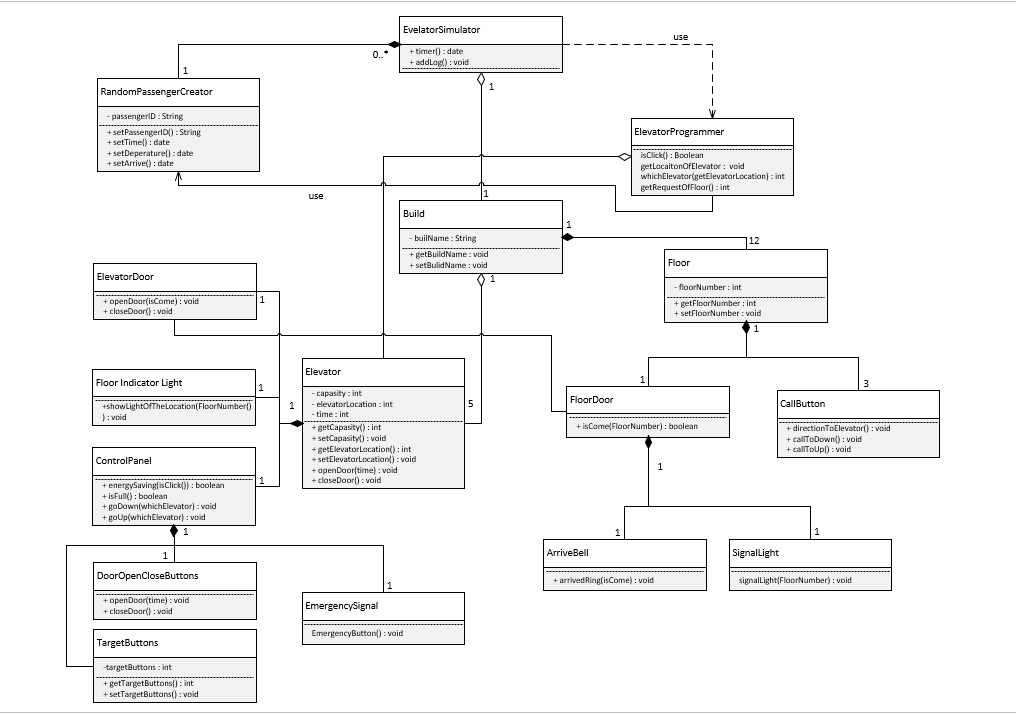 EvelatorSimulator
+ timer() : date
+ addLog() : void
use
0..*
1
1
RandomPassengerCreator
- passengerID : String
+ setPassengerID() : String
+ setTime() : date
+ setDeperature() : date
+ setArrive() : date
ElevatorProgrammer
isClick() : Boolean
getLocaitonOfElevator : void
whichElevator(getElevatorLocation) : int
getRequestOfFloor() : int
use
1
Build
- builName : String
+ getBuildName : void
+ setBulidName : void
1
12
1
Floor
- floorNumber : int
+ getFloorNumber : int
+ setFloorNumber : void
1
ElevatorDoor
+ openDoor(isCome) : void
+ closeDoor() : void
1
Floor Indicator Light
+showLightOfTheLocation(FloorNumber()
) : void
1
1
Elevator
- capasity : int
- elevatorLocation : int
- time : int
+ getCapasity() : int
+ setCapasity() : void
+ getElevatorLocation() : int
+ setElevatorLocation() : void
+ openDoor(time) : void
+ closeDoor() : void
5
1
FloorDoor
+ isCome(FloorNumber) : boolean
1
3
CallButton
+ directionToElevator() : void
+ callToDown() : void
+ callToUp() : void
ControlPanel
+ energySaving(isClick()) : boolean
+ isFull() : boolean
+ goDown(whichElevator) : void
+ goUp(whichElevator) : void
1
1
1
DoorOpenCloseButtons
+ openDoor(time) : void
+ closeDoor() : void
1
EmergencySignal
EmergencyButton() : void
1
ArriveBell
+ arrivedRing(isCome) : void
1
SignalLight
signalLight(FloorNumber) : void
TargetButtons
-targetButtons : int
+ getTargetButtons() : int
+ setTargetButtons() : void